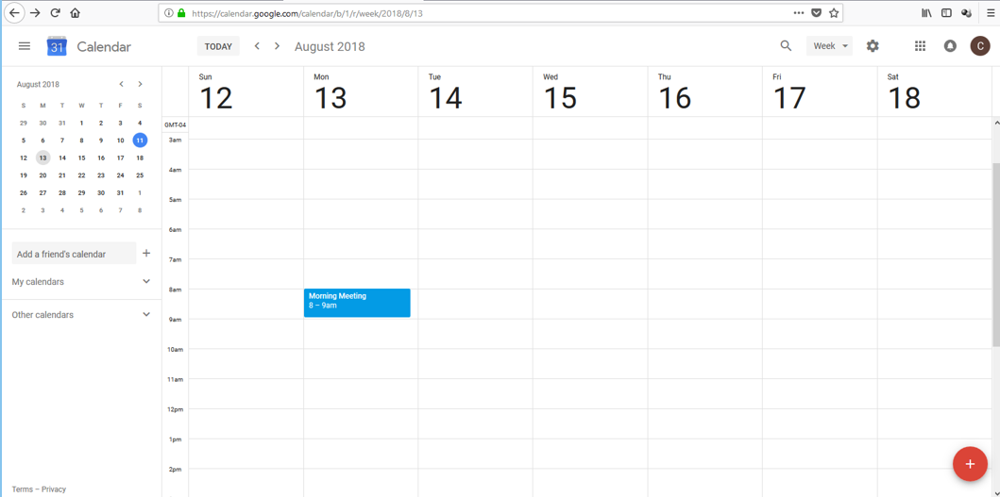 https://calendar.google.com/calendar/b/1/r/week/2018/8/13
31 Calendar TODAY August 2018 Week C
August 2018
S M T W T F S
29 30 31 1 2 3 4
5 6 7 8 9 10 11
12 13 14 15 16 17 18
19 20 21 22 23 24 25
26 27 28 29 30 31 1
2 3 4 5 6 7 8
Add a friend's calendar
My calendars
Other calendars
Terms – Privacy
Sun Mon Tue Wed Thu Fri Sat
12 13 14 15 16 17 18
GMT-04
3am
4am
5am
6am
7am
8am
Morning Meeting
8 – 9am
9am
10am
11am
12pm
1pm
2pm